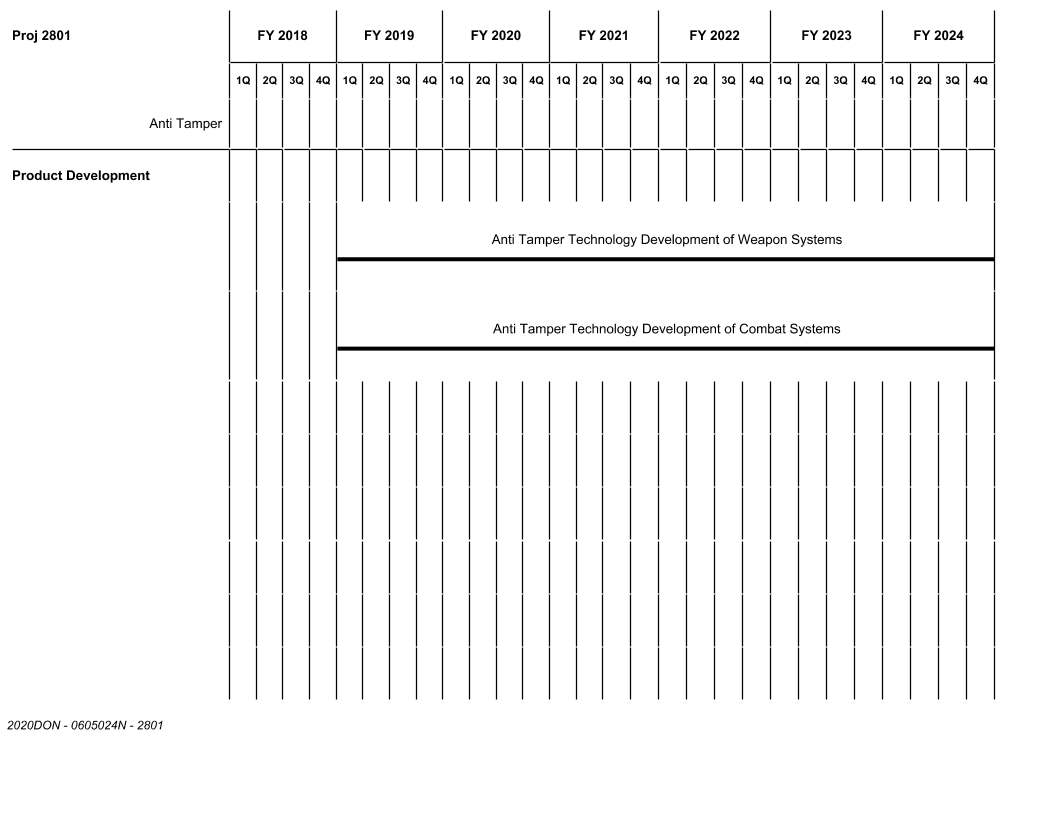 Proj 2801 FY 2018 FY 2019 FY 2020 FY 2021 FY 2022 FY 2023 FY 2024
1Q 2Q 3Q 4Q 1Q 2Q 3Q 4Q 1Q 2Q 3Q 4Q 1Q 2Q 3Q 4Q 1Q 2Q 3Q 4Q 1Q 2Q 3Q 4Q 1Q 2Q 3Q 4Q
Anti Tamper
Product Development
Anti Tamper Technology Development of Weapon Systems
Anti Tamper Technology Development of Combat Systems
2020DON - 0605024N - 2801